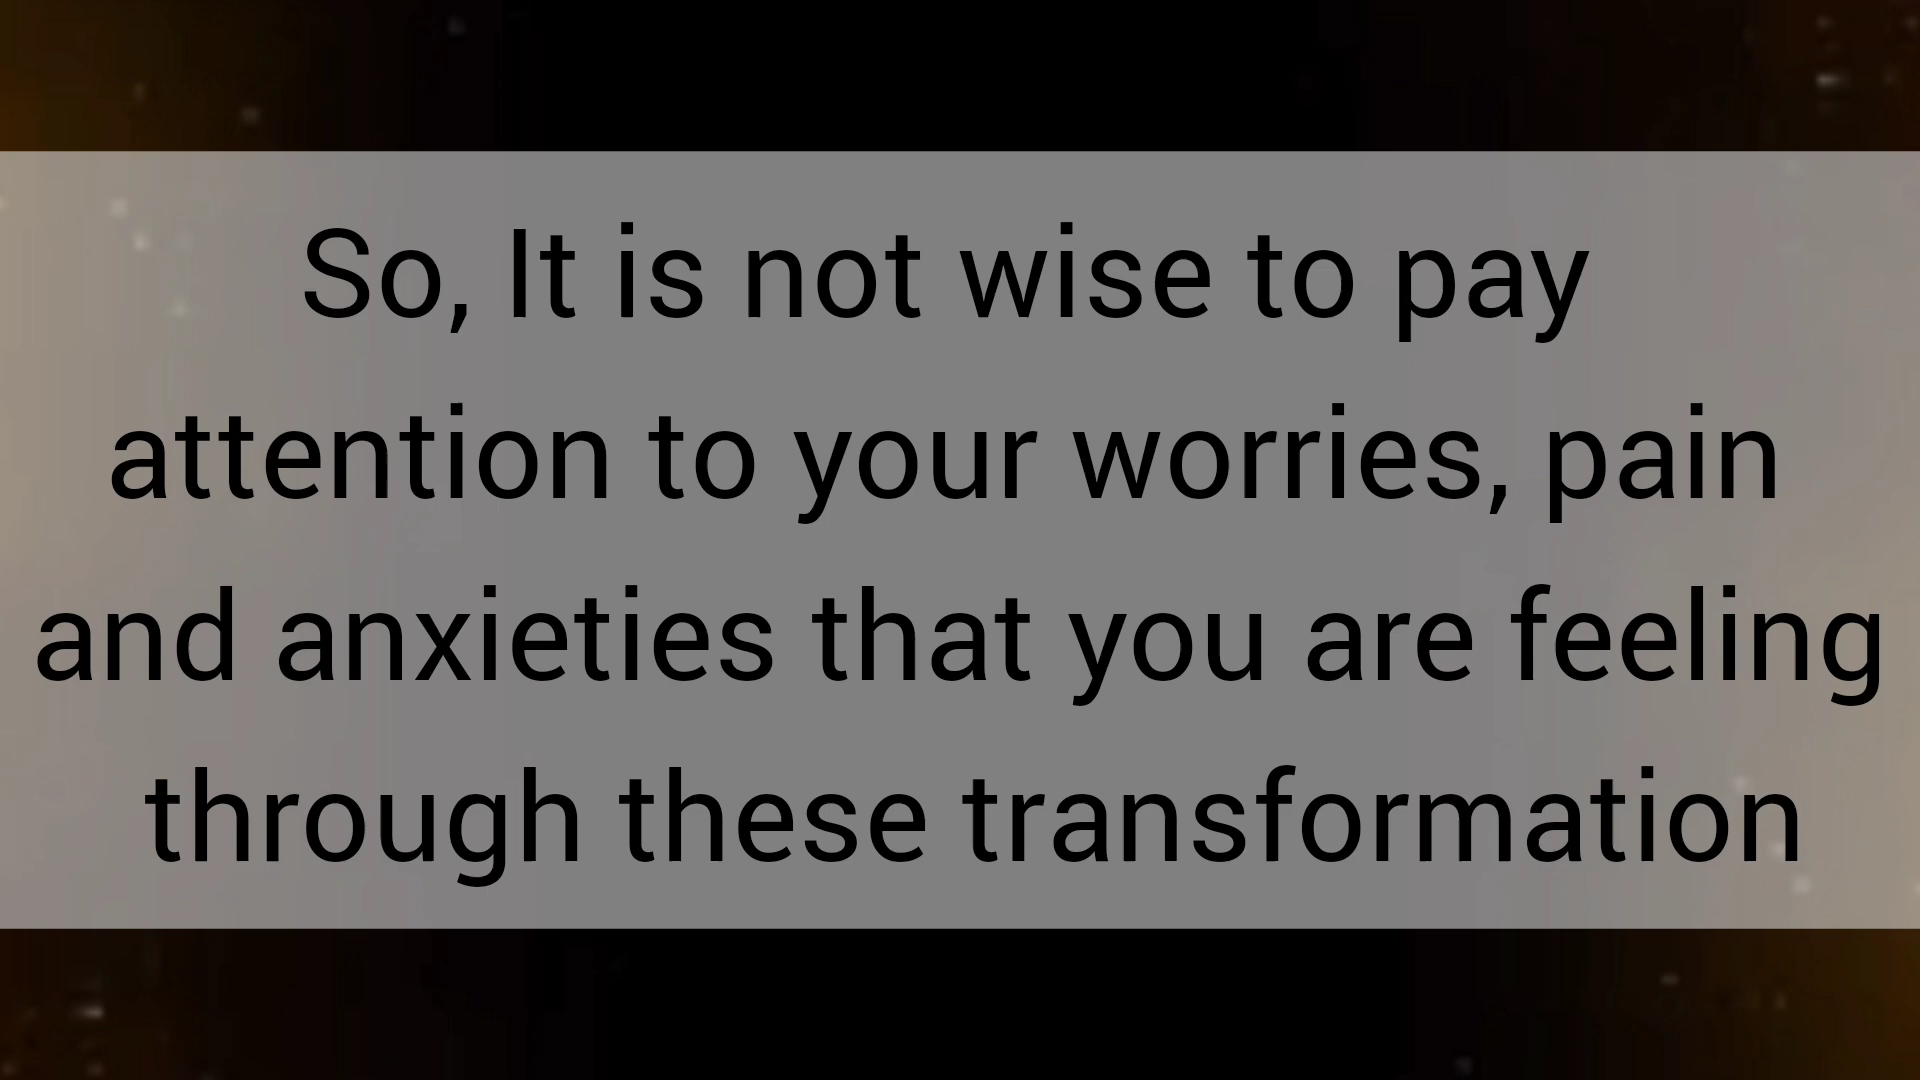 So, It is not wise to pay
attention to your worries, pain
and anxieties that you are feeling
through these transformation